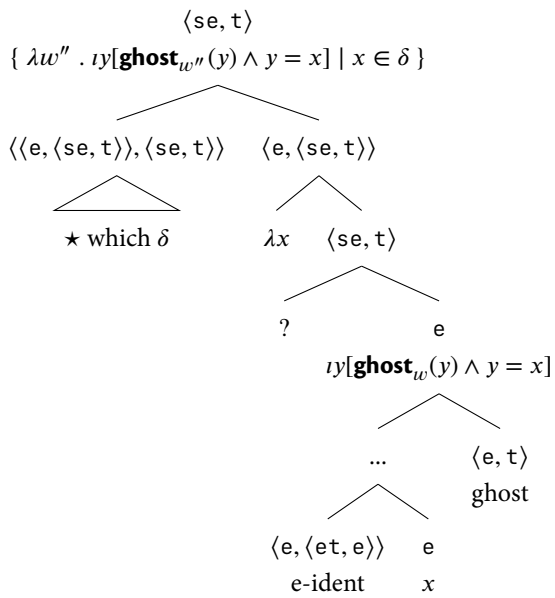 ⟨se, t⟩
{ λw″ . ιy[ghost_w″(y) ∧ y = x] | x ∈ δ }
⟨⟨e, ⟨se, t⟩⟩, ⟨se, t⟩⟩ ⟨e, ⟨se, t⟩⟩
★ which δ λx ⟨se, t⟩
? e
ιy[ghost_w(y) ∧ y = x]
... ⟨e, t⟩
ghost
⟨e, ⟨et, e⟩⟩ e
e-ident x